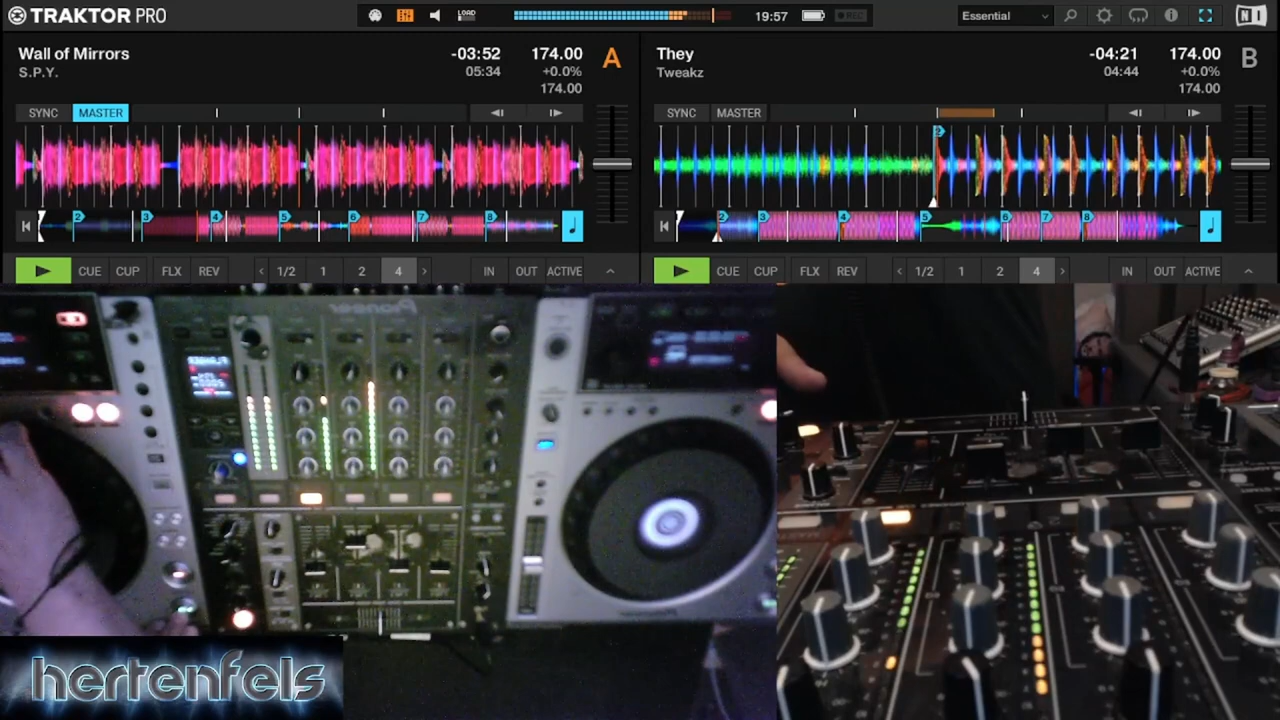 TRAKTOR PRO
LOAD
19:57
REC
Essential
Wall of Mirrors
S.P.Y.
-03:52
05:34
174.00
+0.0%
174.00
A
They
Tweakz
-04:21
04:44
174.00
+0.0%
174.00
B
SYNC MASTER
SYNC MASTER
2
2 3 4 5 6 7 8
2 3 4 5 6 7 8
CUE CUP FLX REV 1/2 1 2 4 IN OUT ACTIVE
CUE CUP FLX REV 1/2 1 2 4 IN OUT ACTIVE
Pioneer
hertenfels